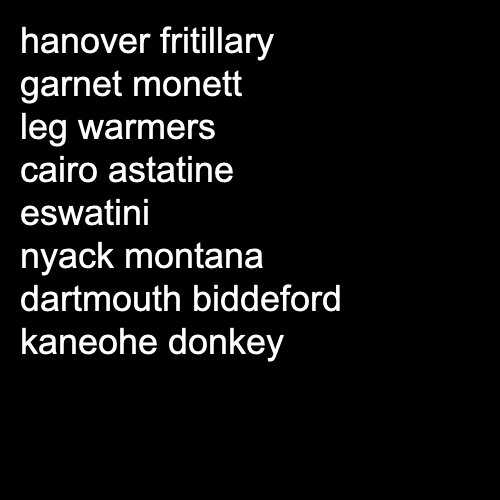 hanover fritillary
garnet monett
leg warmers
cairo astatine
eswatini
nyack montana
dartmouth biddeford
kaneohe donkey